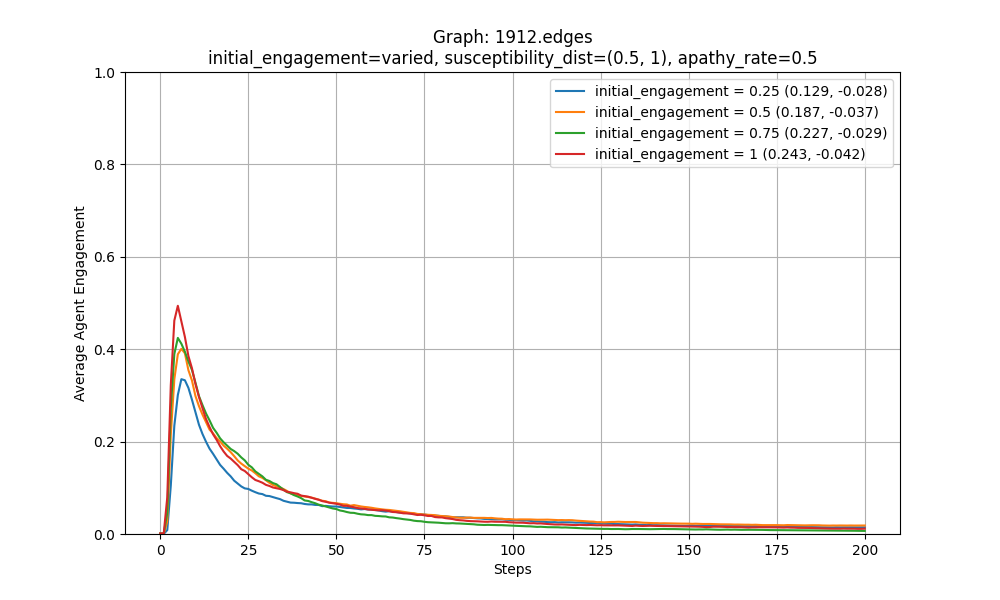 Graph: 1912.edges
initial_engagement=varied, susceptibility_dist=(0.5, 1), apathy_rate=0.5
initial_engagement = 0.25 (0.129, -0.028)
initial_engagement = 0.5 (0.187, -0.037)
initial_engagement = 0.75 (0.227, -0.029)
initial_engagement = 1 (0.243, -0.042)
Average Agent Engagement
1.0
0.8
0.6
0.4
0.2
0.0
0 25 50 75 100 125 150 175 200
Steps